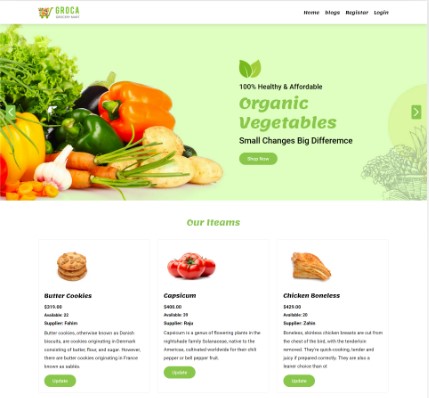 GROCA
GROCERY MART
Home blogs Register Login
100% Healthy & Affordable
Organic
Vegetables
Small Changes Big Differemce
Shop Now
Our Iteams
Butter Cookies
$319.00
Available: 32
Supplier: Fahim
Butter cookies, otherwise known as Danish
biscuits, are cookies originating in Denmark
consisting of butter, flour, and sugar. However,
there are butter cookies originating in France
known as sablés.
Update
Capsicum
$400.00
Available: 39
Supplier: Raju
Capsicum is a genus of flowering plants in the
nightshade family Solanaceae, native to the
Americas, cultivated worldwide for their chili
pepper or bell pepper fruit.
Update
Chicken Boneless
$429.00
Available: 20
Supplier: Zakin
Boneless, skinless chicken breasts are cut from
the chest of the bird, with the tenderloin
removed. They're quick-cooking, tender and
juicy if prepared correctly. They are also a
leaner choice than ot
Update